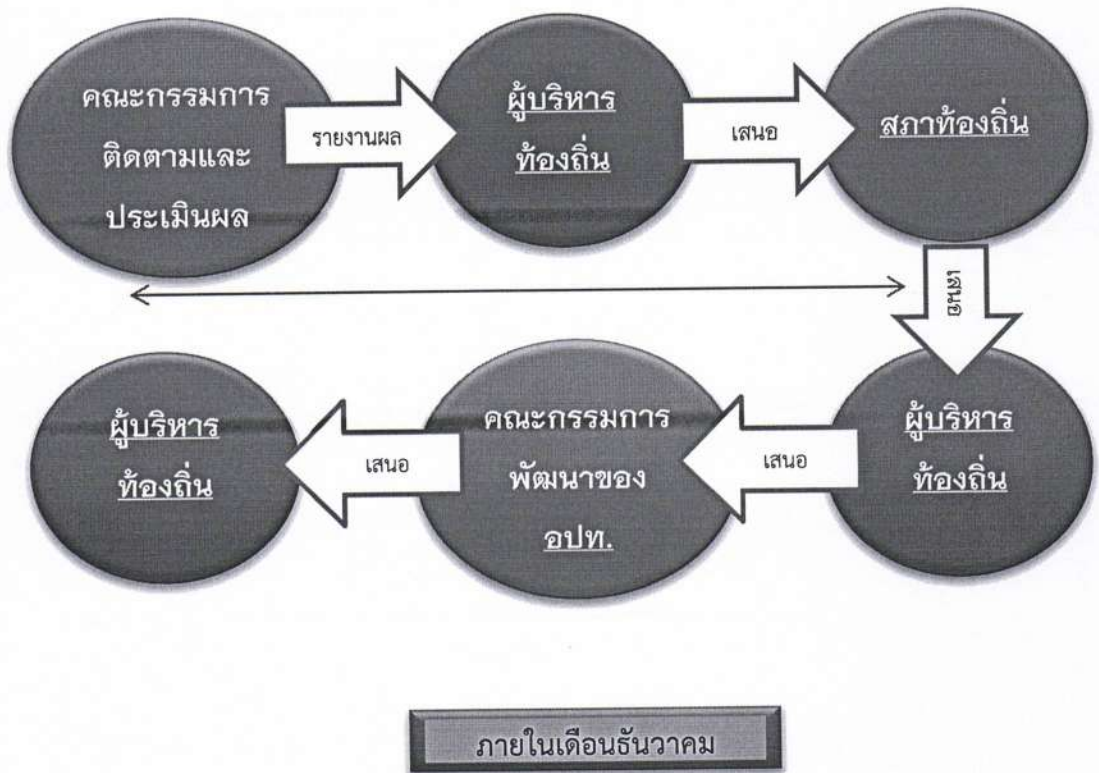 คณะกรรมการ
ติดตามและ
ประเมินผล
รายงานผล
ผู้บริหาร
ท้องถิ่น
เสนอ
สภาท้องถิ่น
เสนอ
ผู้บริหาร
ท้องถิ่น
เสนอ
คณะกรรมการ
พัฒนาของ
อปท.
เสนอ
ผู้บริหาร
ท้องถิ่น
ภายในเดือนธันวาคม